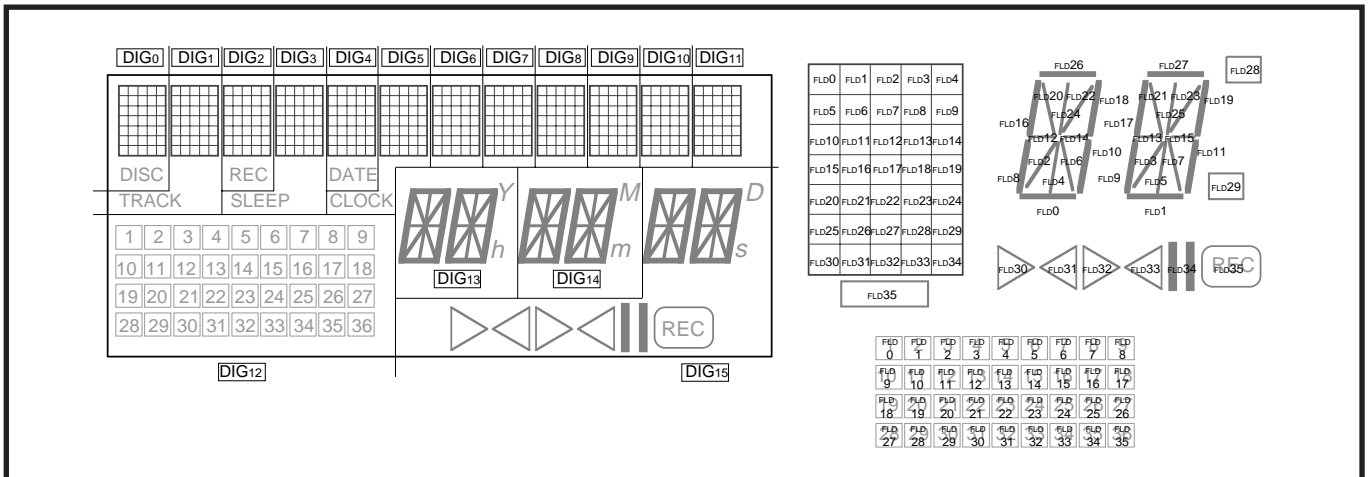 DIG0 DIG1 DIG2 DIG3 DIG4 DIG5 DIG6 DIG7 DIG8 DIG9 DIG10 DIG11
DISC REC DATE
TRACK SLEEP CLOCK
1 2 3 4 5 6 7 8 9
10 11 12 13 14 15 16 17 18
19 20 21 22 23 24 25 26 27
28 29 30 31 32 33 34 35 36
Y M D
h m s
DIG13 DIG14
REC
DIG12 DIG15
FLD0 FLD1 FLD2 FLD3 FLD4
FLD5 FLD6 FLD7 FLD8 FLD9
FLD10 FLD11 FLD12 FLD13 FLD14
FLD15 FLD16 FLD17 FLD18 FLD19
FLD20 FLD21 FLD22 FLD23 FLD24
FLD25 FLD26 FLD27 FLD28 FLD29
FLD30 FLD31 FLD32 FLD33 FLD34
FLD35
FLD26 FLD27 FLD28
FLD20 FLD22 FLD18 FLD21 FLD23 FLD19
FLD24 FLD25
FLD16 FLD17
FLD12 FLD14 FLD13 FLD15
FLD10 FLD11
FLD2 FLD6 FLD3 FLD7
FLD8 FLD4 FLD9 FLD5 FLD29
FLD0 FLD1
FLD30 FLD31 FLD32 FLD33 FLD34 FLD35 REC
FLD FLD FLD FLD FLD FLD FLD FLD FLD
0 1 2 3 4 5 6 7 8
FLD FLD FLD FLD FLD FLD FLD FLD FLD
9 10 11 12 13 14 15 16 17
FLD FLD FLD FLD FLD FLD FLD FLD FLD
18 19 20 21 22 23 24 25 26
FLD FLD FLD FLD FLD FLD FLD FLD FLD
27 28 29 30 31 32 33 34 35